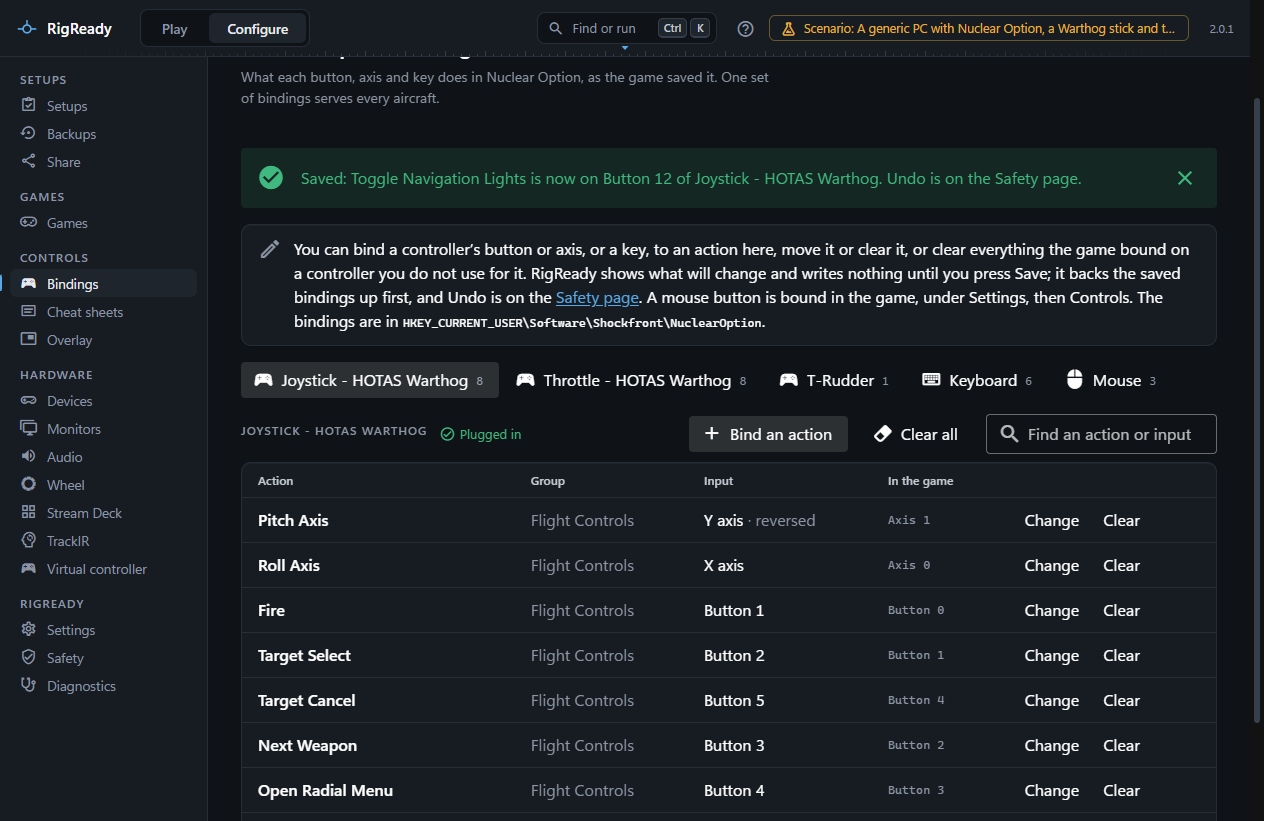 RigReady
Play
Configure
Find or run
Ctrl
K
Scenario: A generic PC with Nuclear Option, a Warthog stick and t...
2.0.1
SETUPS
Setups
Backups
Share
GAMES
Games
CONTROLS
Bindings
Cheat sheets
Overlay
HARDWARE
Devices
Monitors
Audio
Wheel
Stream Deck
TrackIR
Virtual controller
RIGREADY
Settings
Safety
Diagnostics
What each button, axis and key does in Nuclear Option, as the game saved it. One set
of bindings serves every aircraft.
Saved: Toggle Navigation Lights is now on Button 12 of Joystick - HOTAS Warthog. Undo is on the Safety page.
You can bind a controller’s button or axis, or a key, to an action here, move it or clear it, or clear everything the game bound on
a controller you do not use for it. RigReady shows what will change and writes nothing until you press Save; it backs the saved
bindings up first, and Undo is on the Safety page. A mouse button is bound in the game, under Settings, then Controls. The
bindings are in HKEY_CURRENT_USER\Software\Shockfront\NuclearOption.
Joystick - HOTAS Warthog 8
Throttle - HOTAS Warthog 8
T-Rudder 1
Keyboard 6
Mouse 3
JOYSTICK - HOTAS WARTHOG
Plugged in
+ Bind an action
Clear all
Find an action or input
Action Group Input In the game
Pitch Axis Flight Controls Y axis · reversed Axis 1 Change Clear
Roll Axis Flight Controls X axis Axis 0 Change Clear
Fire Flight Controls Button 1 Button 0 Change Clear
Target Select Flight Controls Button 2 Button 1 Change Clear
Target Cancel Flight Controls Button 5 Button 4 Change Clear
Next Weapon Flight Controls Button 3 Button 2 Change Clear
Open Radial Menu Flight Controls Button 4 Button 3 Change Clear